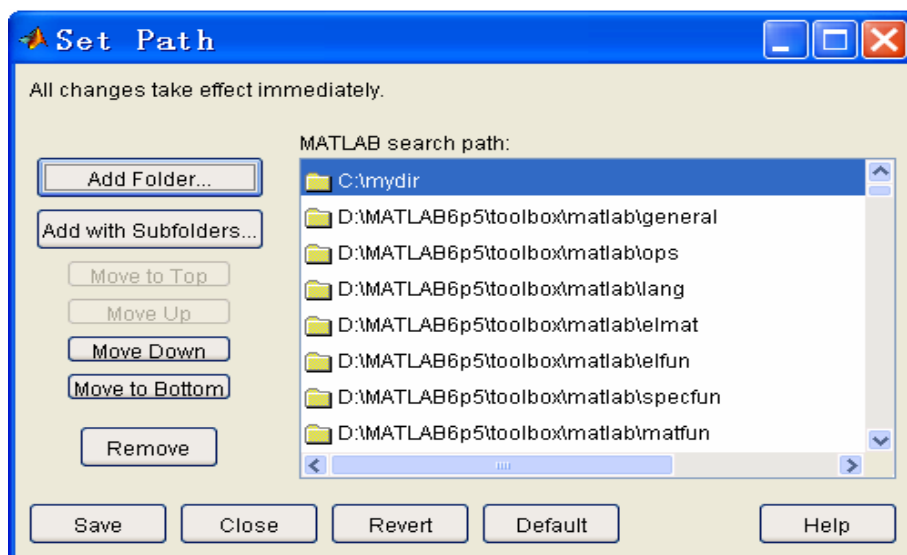 Set Path
All changes take effect immediately.
MATLAB search path:
Add Folder...
Add with Subfolders...
Move to Top
Move Up
Move Down
Move to Bottom
Remove
C:\mydir
D:\MATLAB6p5\toolbox\matlab\general
D:\MATLAB6p5\toolbox\matlab\ops
D:\MATLAB6p5\toolbox\matlab\lang
D:\MATLAB6p5\toolbox\matlab\elmat
D:\MATLAB6p5\toolbox\matlab\elfun
D:\MATLAB6p5\toolbox\matlab\specfun
D:\MATLAB6p5\toolbox\matlab\matfun
Save
Close
Revert
Default
Help